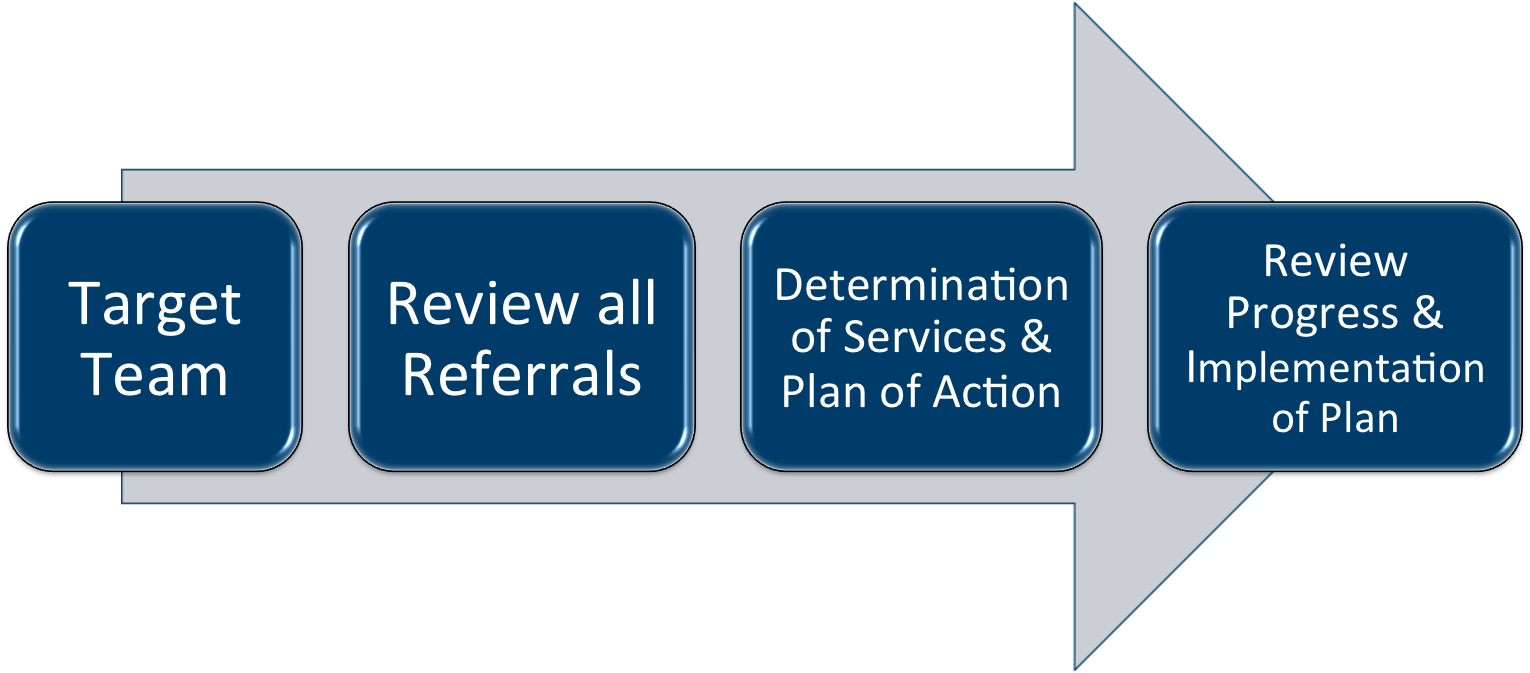 Target
Team
Review all
Referrals
Determination
of Services &
Plan of Action
Review
Progress &
Implementation
of Plan